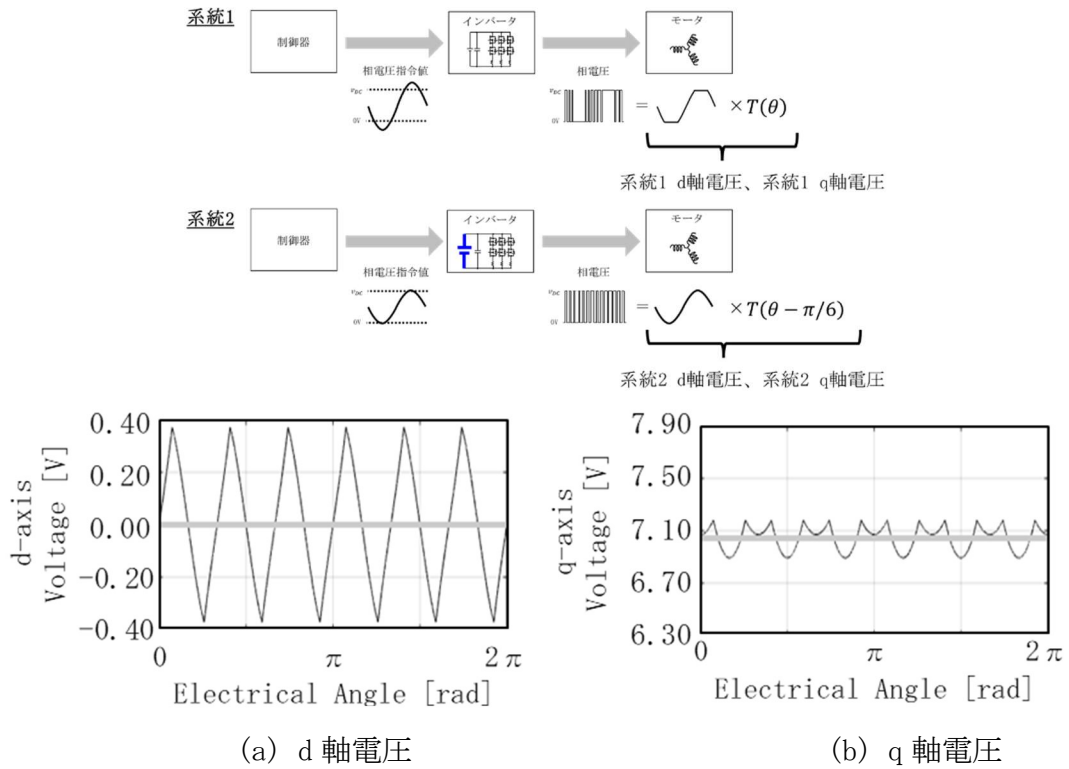 系統1
制御器
相電圧指令値
v_DC
0V
インバータ
相電圧
v_DC
0V
モータ
= × T(θ)
系統1 d軸電圧、系統1 q軸電圧
系統2
制御器
相電圧指令値
v_DC
0V
インバータ
相電圧
v_DC
0V
モータ
= × T(θ − π/6)
系統2 d軸電圧、系統2 q軸電圧
d-axis
Voltage [V]
0.40
0.20
0.00
-0.20
-0.40
0
π
2π
Electrical Angle [rad]
(a) d 軸電圧
q-axis
Voltage [V]
7.90
7.50
7.10
6.70
6.30
0
π
2π
Electrical Angle [rad]
(b) q 軸電圧